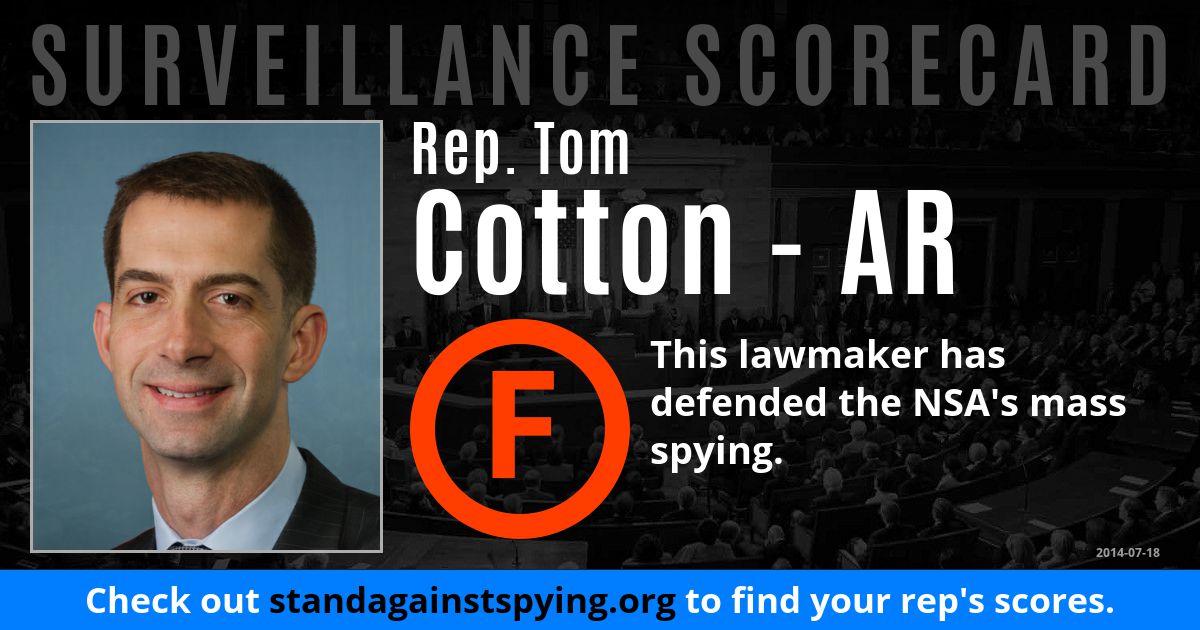 SURVEILLANCE SCORECARD
Rep. Tom
Cotton - AR
F
This lawmaker has
defended the NSA's mass
spying.
2014-07-18
Check out standagainstspying.org to find your rep's scores.